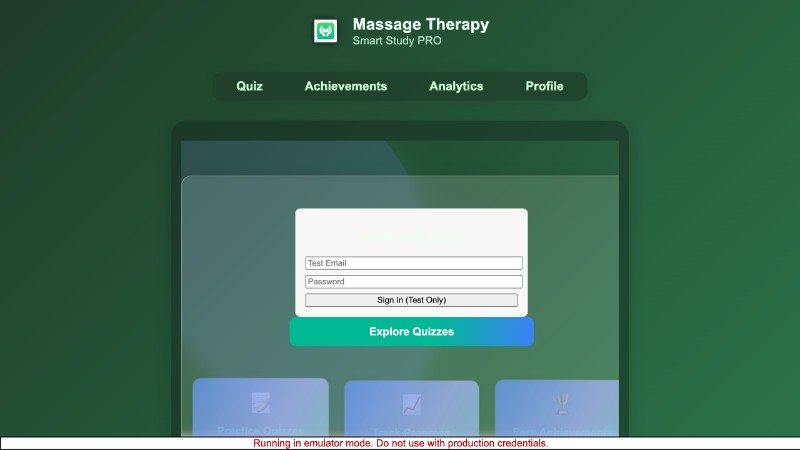 Massage Therapy
Smart Study PRO
Quiz Achievements Analytics Profile
Test Email
Password
Sign In (Test Only)
Explore Quizzes
Practice Quizzes Track Progress Earn Achievements
Running in emulator mode. Do not use with production credentials.